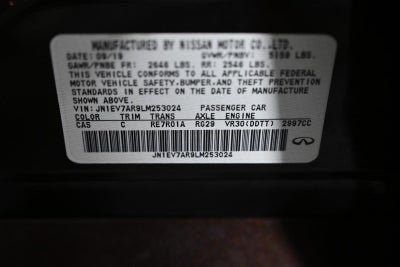 MANUFACTURED BY NISSAN MOTOR CO.,LTD.
DATE: 09/19 GVWR/PNBV: 5159 LBS.
GAWR/PNBE FR: 2646 LBS. RR: 2546 LBS.
THIS VEHICLE CONFORMS TO ALL APPLICABLE FEDERAL
MOTOR VEHICLE SAFETY, BUMPER, AND THEFT
PREVENTION STANDARDS IN EFFECT ON THE
DATE OF MANUFACTURE SHOWN ABOVE.
VIN: JN1EV7AR9LM253024 PASSENGER CAR
COLOR TRIM TRANS AXLE ENGINE
CAS C RE7R01A RG29 VR30(DDTT) 2997CC
JN1EV7AR9LM253024